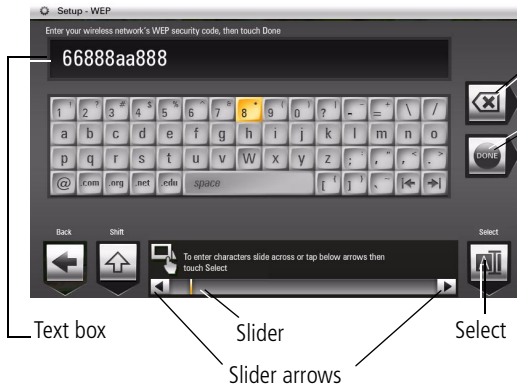 Setup - WEP
Enter your wireless network's WEP security code, then touch Done
66888aa888
1 ! 2 ? 3 # 4 $ 5 % 6 ^ 7 & 8 * 9 ( 0 ) ? ! - _ = + \ /
a b c d e f g h i j k l m n o
p q r s t u v W x y z ; : , " , < . >
@ .com .org .net .edu space [ { ] } ` ~
DONE
Back Shift Select
To enter characters slide across or tap below arrows then
touch Select
A
Text box Slider Select
Slider arrows